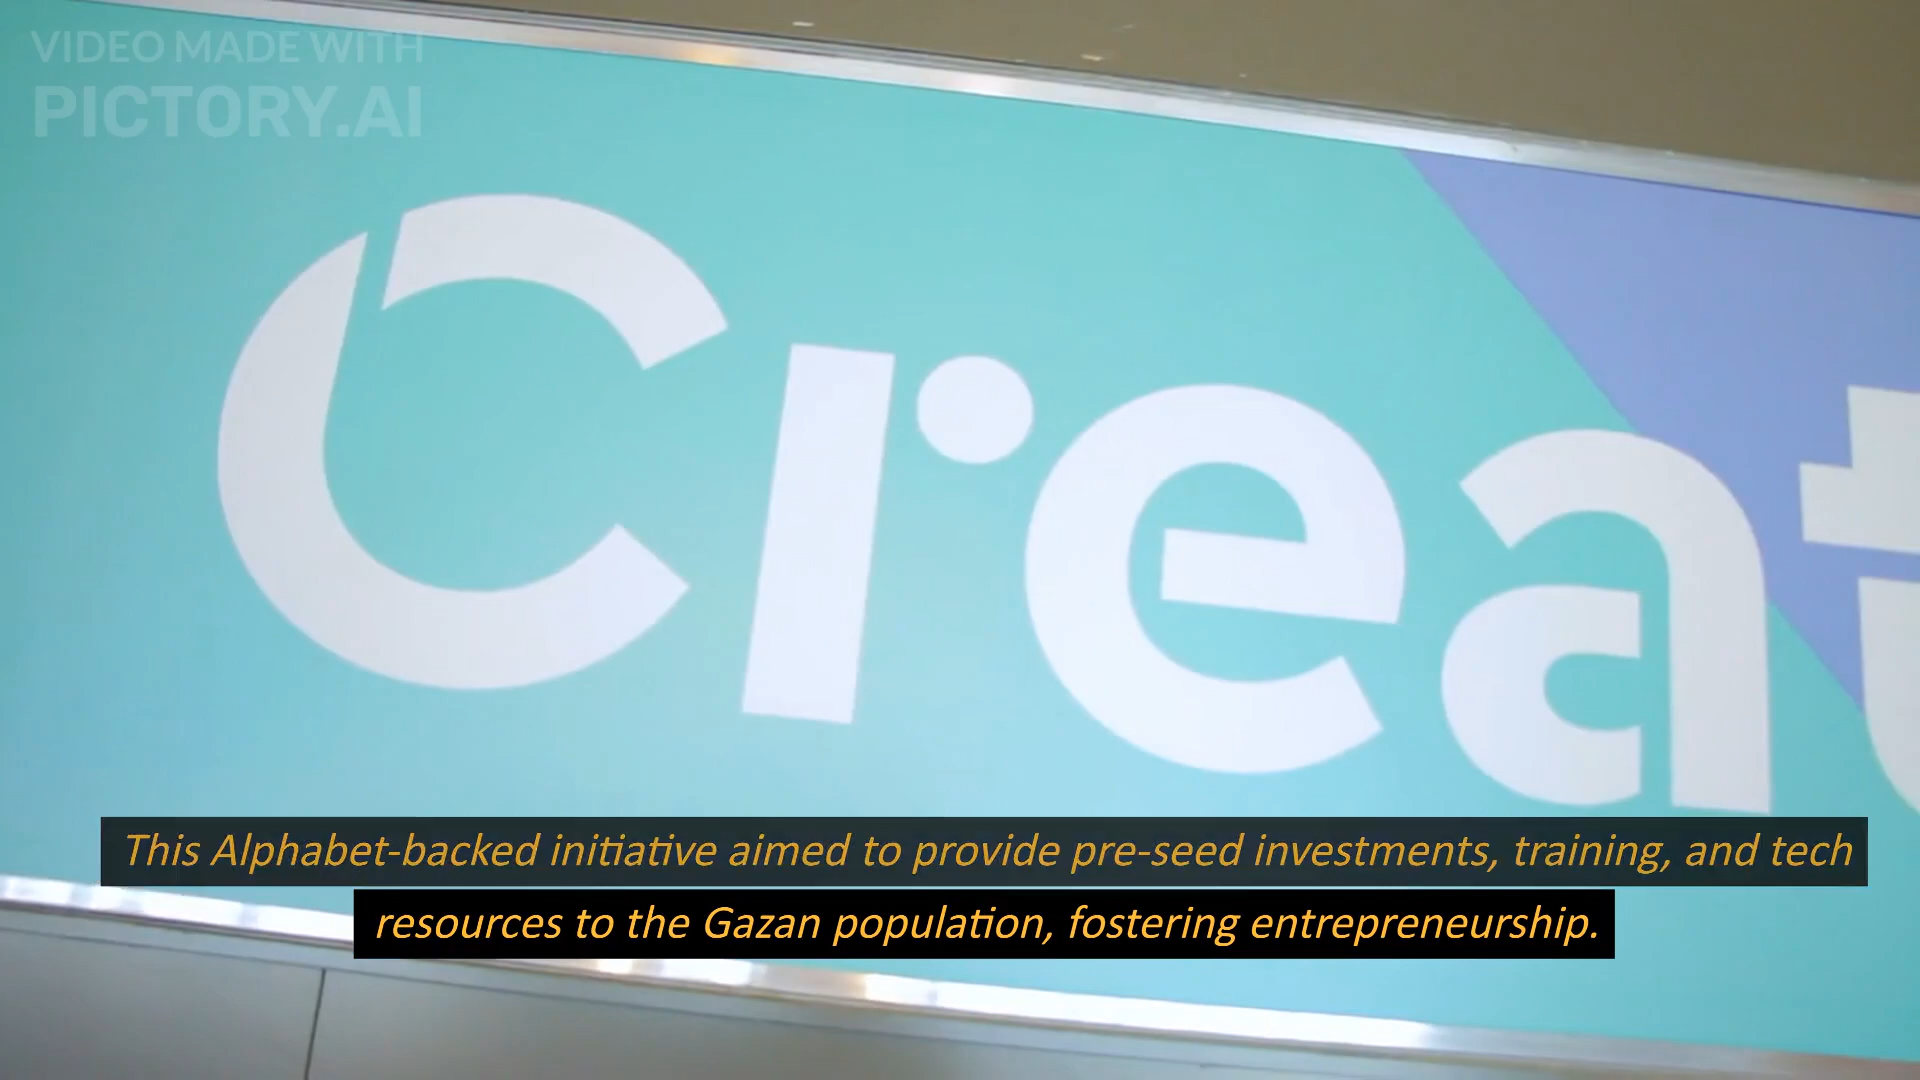 VIDEO MADE WITH
PICTORY.AI
Creat
This Alphabet-backed initiative aimed to provide pre-seed investments, training, and tech
resources to the Gazan population, fostering entrepreneurship.